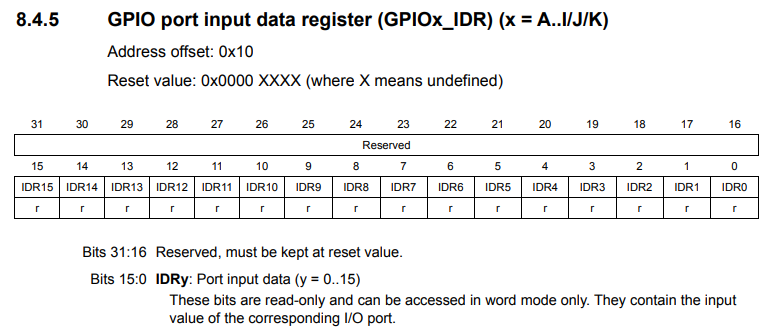 8.4.5 GPIO port input data register (GPIOx_IDR) (x = A..I/J/K)
Address offset: 0x10
Reset value: 0x0000 XXXX (where X means undefined)
31 30 29 28 27 26 25 24 23 22 21 20 19 18 17 16
Reserved
15 14 13 12 11 10 9 8 7 6 5 4 3 2 1 0
IDR15 IDR14 IDR13 IDR12 IDR11 IDR10 IDR9 IDR8 IDR7 IDR6 IDR5 IDR4 IDR3 IDR2 IDR1 IDR0
r r r r r r r r r r r r r r r r
Bits 31:16 Reserved, must be kept at reset value.
Bits 15:0 IDRy: Port input data (y = 0..15)
These bits are read-only and can be accessed in word mode only. They contain the input
value of the corresponding I/O port.